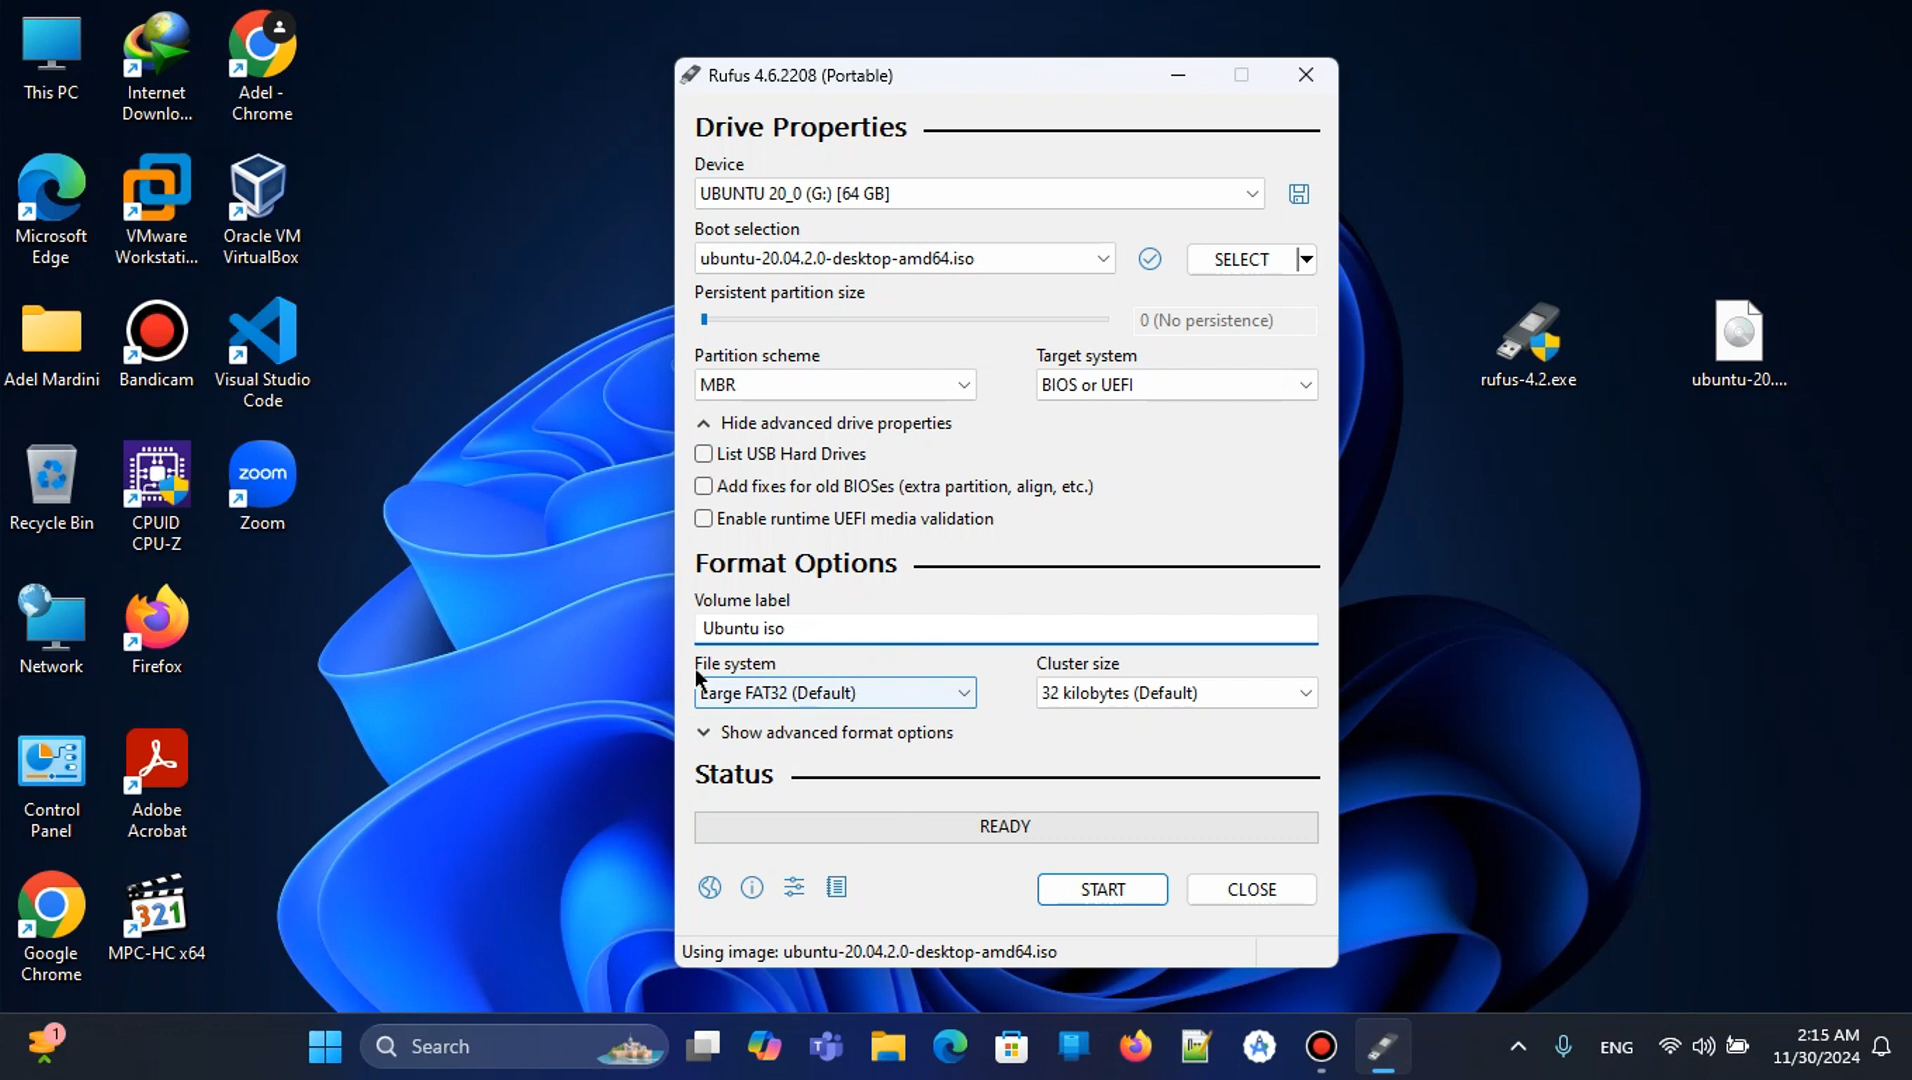 This PC
Internet
Downlo...
Adel -
Chrome
Microsoft
Edge
VMware
Workstati...
Oracle VM
VirtualBox
Adel Mardini
Bandicam
Visual Studio
Code
Recycle Bin
CPUID
CPU-Z
zoom
Zoom
Network
Firefox
Control
Panel
Adobe
Acrobat
Google
Chrome
321
MPC-HC x64
Rufus 4.6.2208 (Portable)
Drive Properties
Device
UBUNTU 20_0 (G:) [64 GB]
Boot selection
ubuntu-20.04.2.0-desktop-amd64.iso
SELECT
Persistent partition size
0 (No persistence)
Partition scheme
Target system
MBR
BIOS or UEFI
Hide advanced drive properties
List USB Hard Drives
Add fixes for old BIOSes (extra partition, align, etc.)
Enable runtime UEFI media validation
Format Options
Volume label
Ubuntu iso
File system
Cluster size
Large FAT32 (Default)
32 kilobytes (Default)
Show advanced format options
Status
READY
START
CLOSE
Using image: ubuntu-20.04.2.0-desktop-amd64.iso
rufus-4.2.exe
ubuntu-20....
1
Search
ENG
2:15 AM
11/30/2024